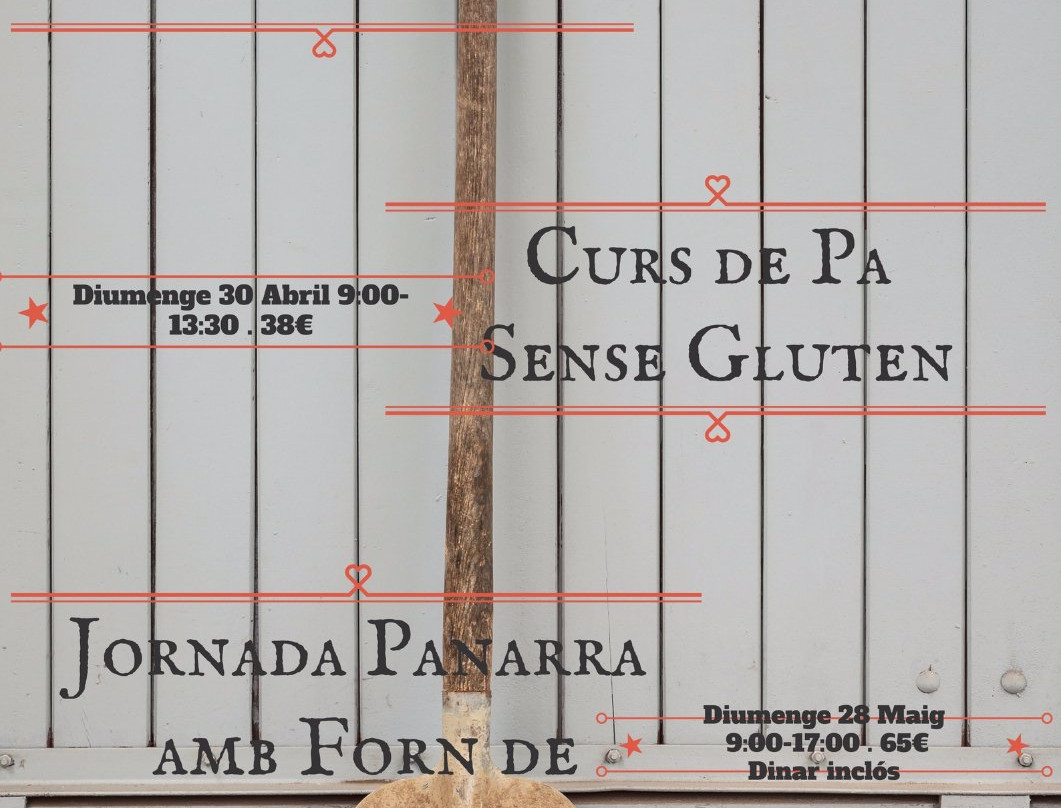 Curs de Pa
Sense Gluten
Diumenge 30 Abril 9:00-
13:30 . 38€
Jornada Panarra
amb Forn de
Diumenge 28 Maig
9:00-17:00 . 65€
Dinar inclós